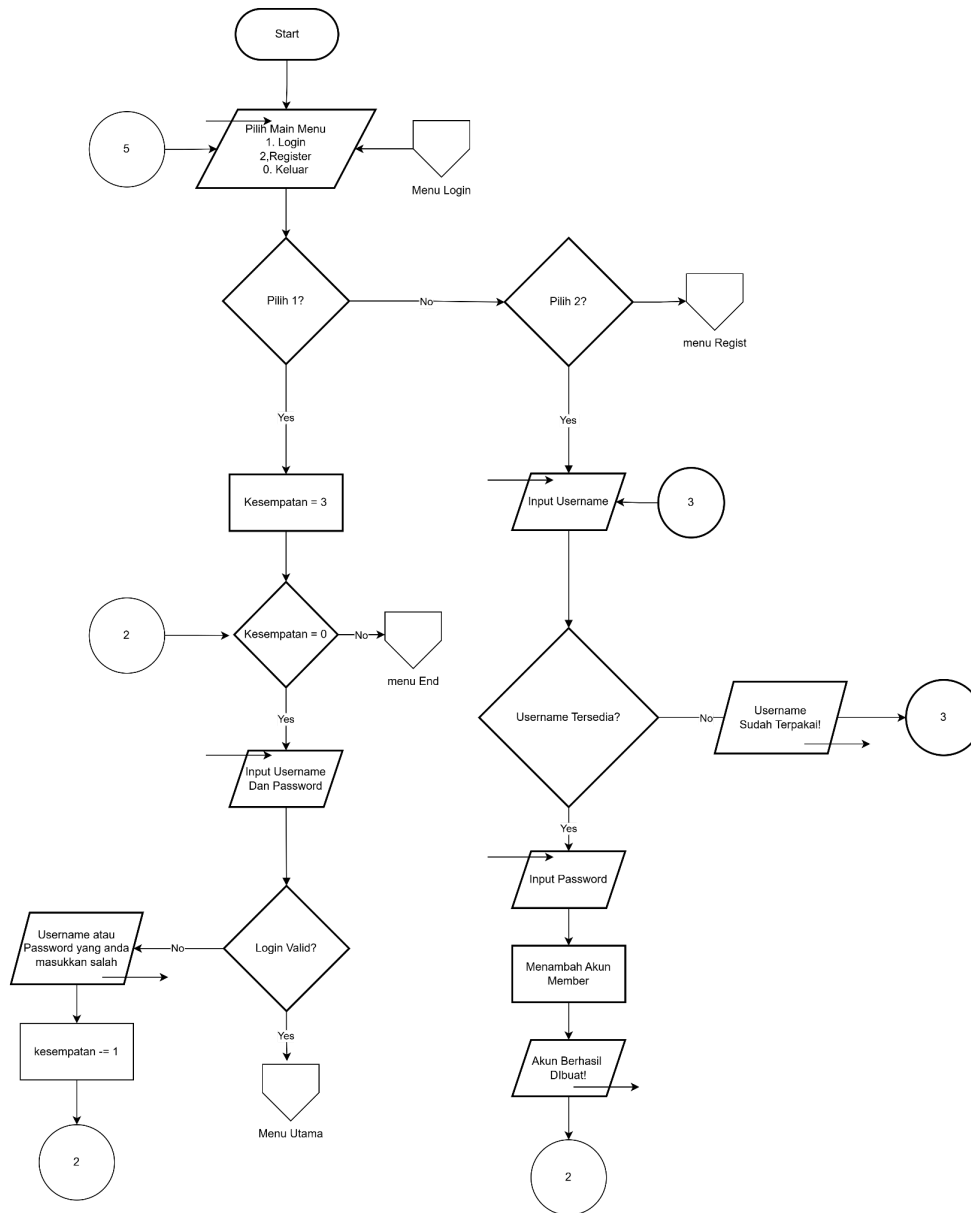 Start
Pilih Main Menu
1. Login
2,Register
0. Keluar
5
Menu Login
Pilih 1?
No
Pilih 2?
menu Regist
Yes
Yes
Kesempatan = 3
Input Username
3
2
Kesempatan = 0
No
menu End
Yes
Username Tersedia?
No
Username
Sudah Terpakai!
3
Input Username
Dan Password
Yes
Input Password
Username atau
Password yang anda
masukkan salah
No
Login Valid?
Menambah Akun
Member
Yes
kesempatan -= 1
Akun Berhasil
DIbuat!
Menu Utama
2
2